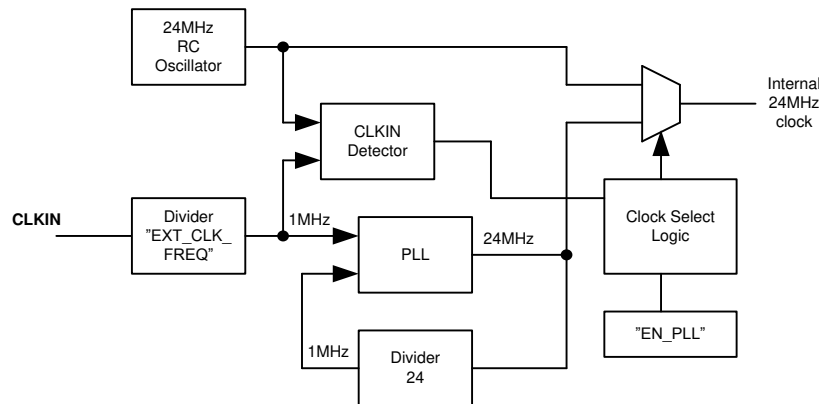 24MHz
RC
Oscillator
Internal
24MHz
clock
CLKIN
Detector
CLKIN
Divider
"EXT_CLK_
FREQ"
1MHz
PLL
24MHz
Clock Select
Logic
1MHz
Divider
24
"EN_PLL"